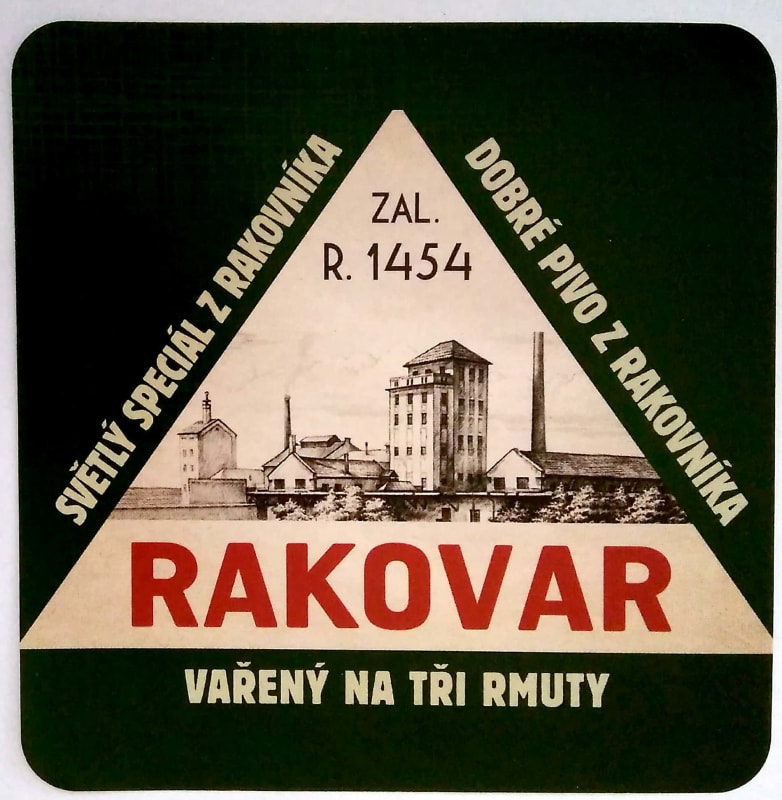 ZAL.
R. 1454
SVĚTLÝ SPECIÁL Z RAKOVNÍKA
DOBRÉ PIVO Z RAKOVNÍKA
RAKOVAR
VAŘENÝ NA TŘI RMUTY